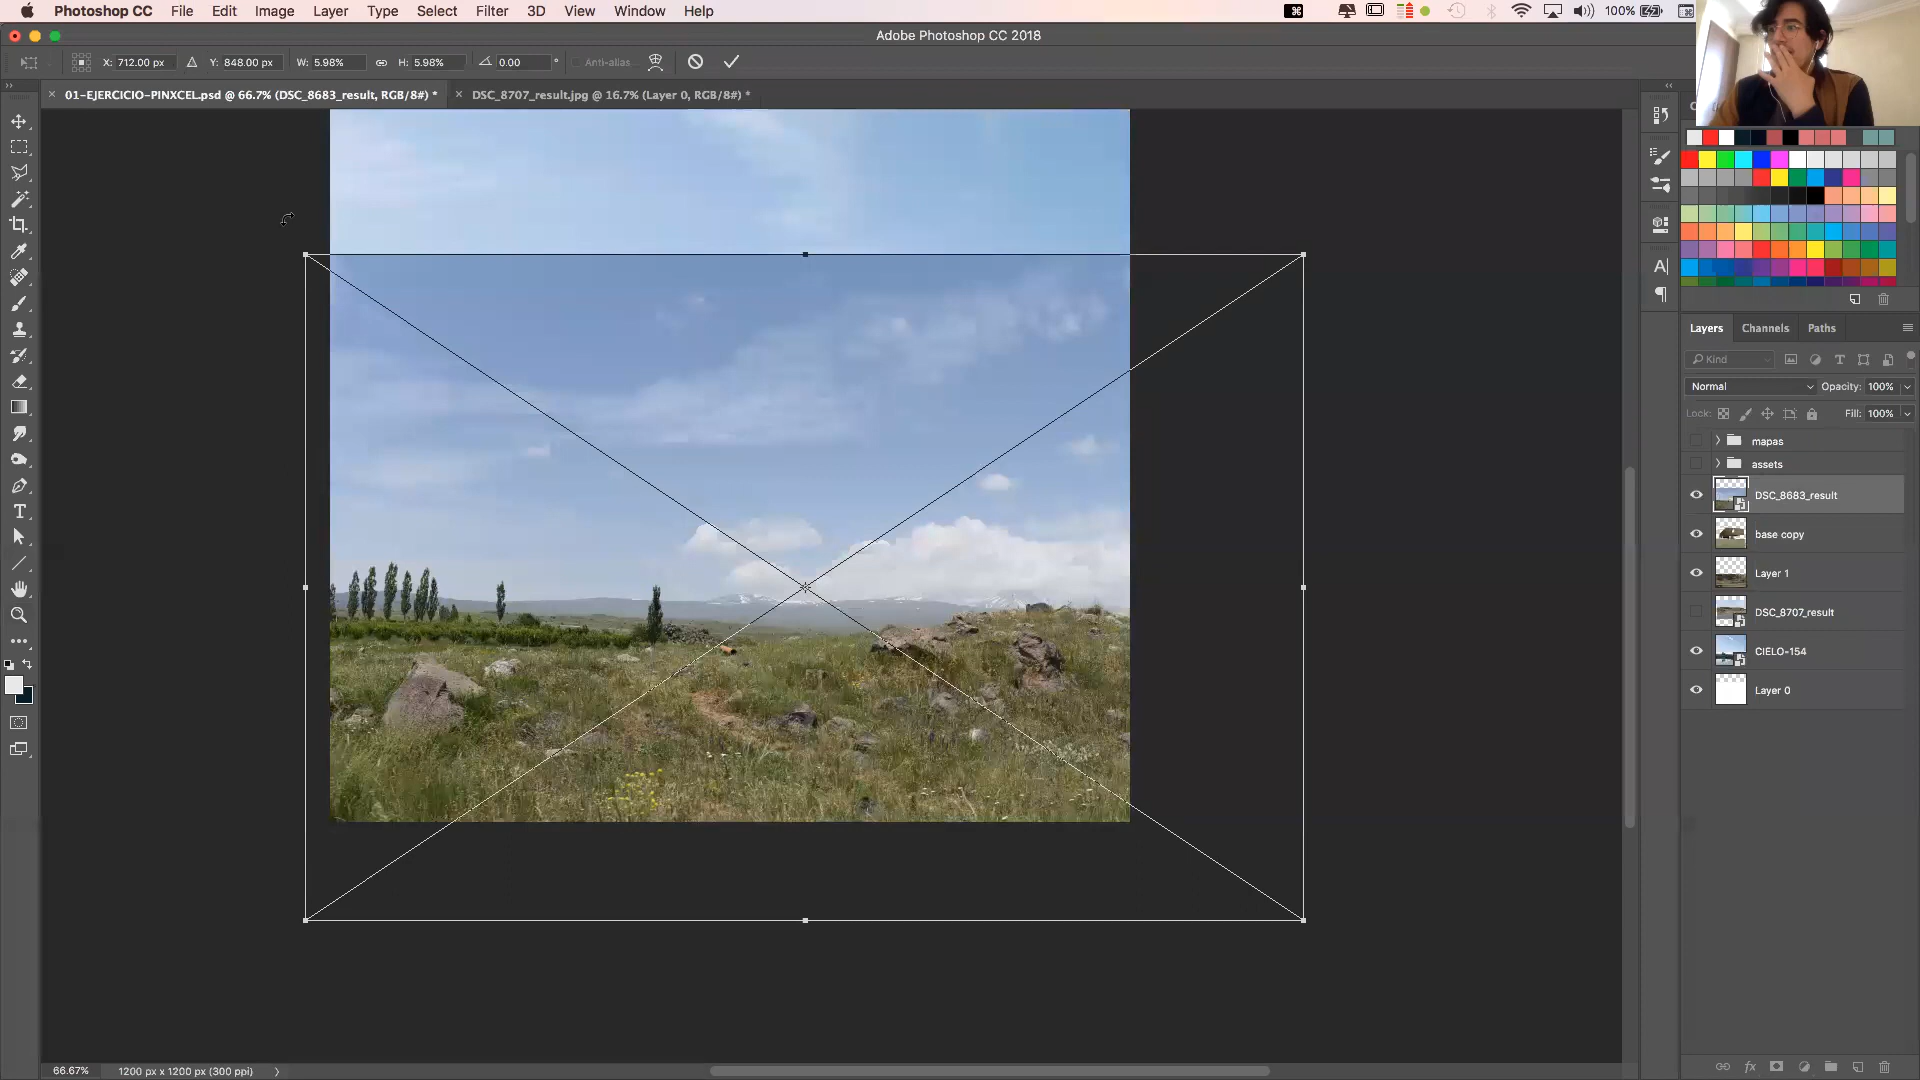 Photoshop CC File Edit Image Layer Type Select Filter 3D View Window Help 100%
Adobe Photoshop CC 2018
X: 712.00 px Y: 848.00 px W: 5.98% H: 5.98% 0.00 ° Anti-alias
01-EJERCICIO-PINXCEL.psd @ 66.7% (DSC_8683_result, RGB/8#) * DSC_8707_result.jpg @ 16.7% (Layer 0, RGB/8#) *
Layers Channels Paths
Kind
Normal Opacity: 100%
Lock: Fill: 100%
mapas
assets
DSC_8683_result
base copy
Layer 1
DSC_8707_result
CIELO-154
Layer 0
66.67% 1200 px x 1200 px (300 ppi)